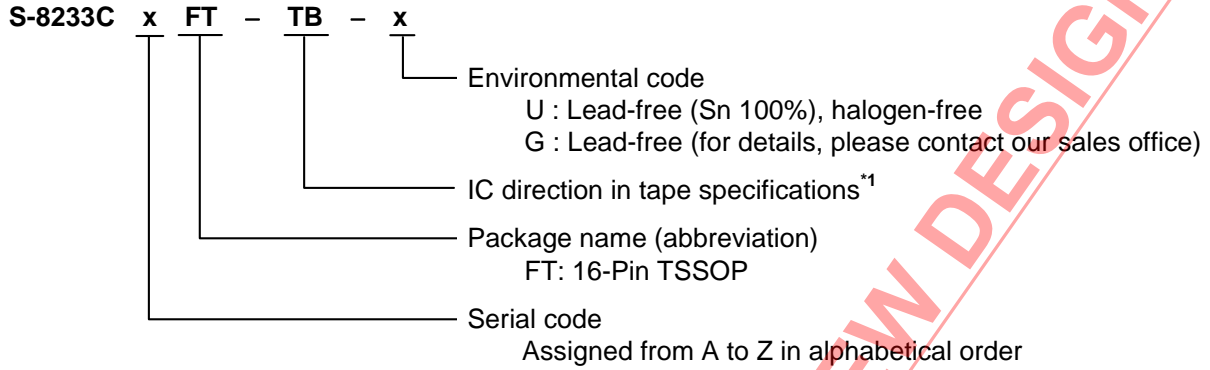 S-8233C x FT – TB – x
Environmental code
U : Lead-free (Sn 100%), halogen-free
G : Lead-free (for details, please contact our sales office)
IC direction in tape specifications*1
Package name (abbreviation)
FT: 16-Pin TSSOP
Serial code
Assigned from A to Z in alphabetical order
EW DESIG